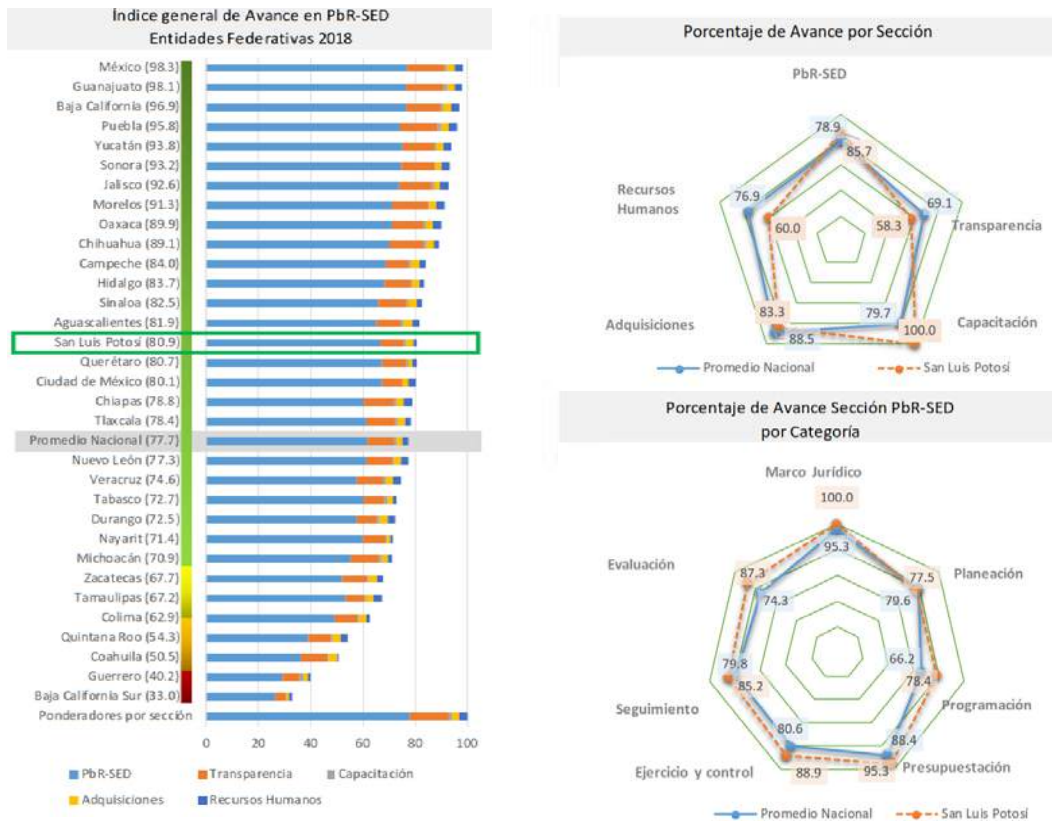 Índice general de Avance en PbR-SED
Entidades Federativas 2018
México (98.3)
Guanajuato (98.1)
Baja California (96.9)
Puebla (95.8)
Yucatán (93.8)
Sonora (93.2)
Jalisco (92.6)
Morelos (91.3)
Oaxaca (89.9)
Chihuahua (89.1)
Campeche (84.0)
Hidalgo (83.7)
Sinaloa (82.5)
Aguascalientes (81.9)
San Luis Potosí (80.9)
Querétaro (80.7)
Ciudad de México (80.1)
Chiapas (78.8)
Tlaxcala (78.4)
Promedio Nacional (77.7)
Nuevo León (77.3)
Veracruz (74.6)
Tabasco (72.7)
Durango (72.5)
Nayarit (71.4)
Michoacán (70.9)
Zacatecas (67.7)
Tamaulipas (67.2)
Colima (62.9)
Quintana Roo (54.3)
Coahuila (50.5)
Guerrero (40.2)
Baja California Sur (33.0)
Ponderadores por sección
0 20 40 60 80 100
PbR-SED Transparencia Capacitación
Adquisiciones Recursos Humanos
Porcentaje de Avance por Sección
PbR-SED
78.9
85.7
Recursos
Humanos
76.9
69.1
60.0
58.3
Transparencia
Adquisiciones
83.3
88.5
79.7
100.0
Capacitación
Promedio Nacional San Luis Potosí
Porcentaje de Avance Sección PbR-SED
por Categoría
Marco Jurídico
100.0
95.3
Evaluación
87.3
74.3
77.5
79.6
Planeación
79.8
85.2
66.2
78.4
Seguimiento
Programación
80.6
88.4
Ejercicio y control
88.9
95.3
Presupuestación
Promedio Nacional San Luis Potosí